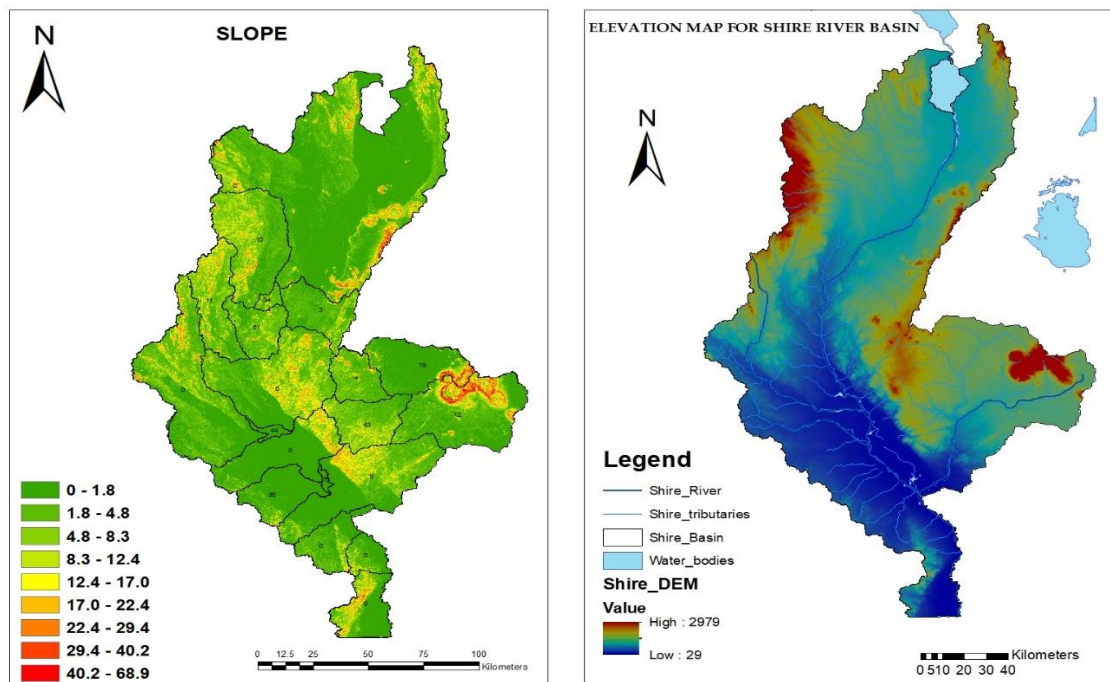 SLOPE
N
19
0 - 1.8
1.8 - 4.8
4.8 - 8.3
8.3 - 12.4
12.4 - 17.0
17.0 - 22.4
22.4 - 29.4
29.4 - 40.2
40.2 - 68.9
0 12.5 25 50 75 100
Kilometers
ELEVATION MAP FOR SHIRE RIVER BASIN
N
Legend
Shire_River
Shire_tributaries
Shire_Basin
Water_bodies
Shire_DEM
Value
High : 2979
Low : 29
Kilometers
0 5 10 20 30 40